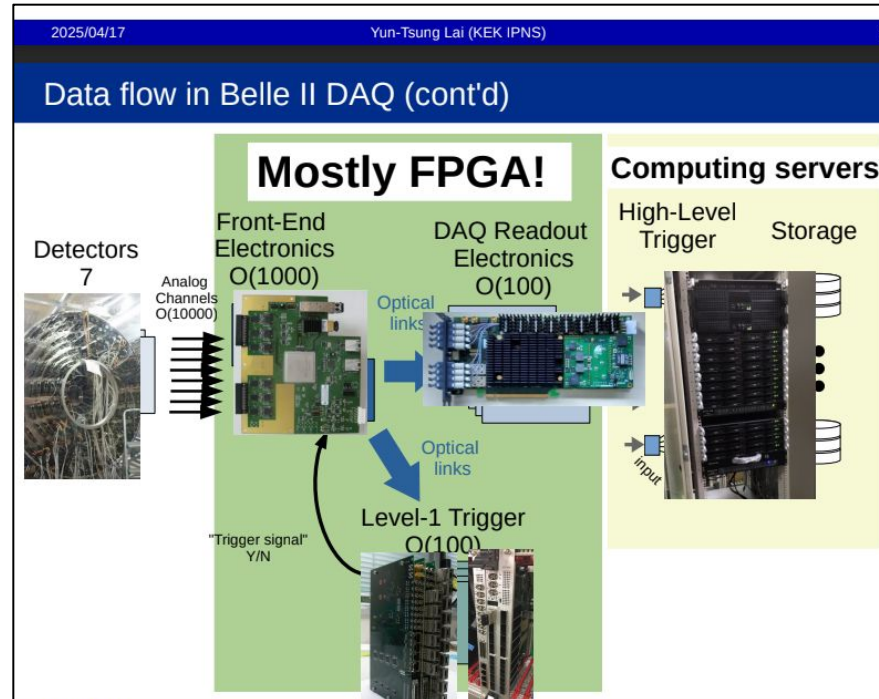 2025/04/17
Yun-Tsung Lai (KEK IPNS)
Data flow in Belle II DAQ (cont'd)
Mostly FPGA!
Computing servers
Detectors
7
Analog
Channels
O(10000)
Front-End
Electronics
O(1000)
Optical
links
DAQ Readout
Electronics
O(100)
High-Level
Trigger
Storage
input
Optical
links
"Trigger signal"
Y/N
Level-1 Trigger
O(100)